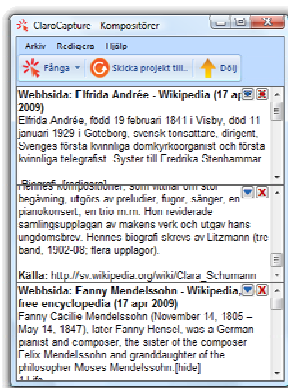 ClaroCapture Kompositörer
Arkiv Redigera Hjälp
Fånga Skicka projekt till.. Dölj
Webbsida: Elfrida Andrée - Wikipedia (17 apr
2009)
Elfrida Andrée, född 19 februari 1841 i Visby, död 11
januari 1929 i Göteborg, svensk tonsättare, dirigent,
Sveriges första kvinnliga domkyrkoorganist och första
kvinnliga telegrafist. Syster till Fredrika Stenhammar
Biografi [redigera]
Hennes kompositioner, som vittnar om stor
begåvning, utgörs av preludier, fugor, sånger, en
pianokonsert, en trio m.m. Hon reviderade
samlingsupplagan av makens verk och utgav hans
ungdomsbrev. Hennes biografi skrevs av Litzmann (tre
band, 1902-08; flera upplagor).
Källa: http://sv.wikipedia.org/wiki/Clara_Schumann
Webbsida: Fanny Mendelssohn - Wikipedia,
free encyclopedia (17 apr 2009)
Fanny Cäcilie Mendelssohn (November 14, 1805 –
May 14, 1847), later Fanny Hensel, was a German
pianist and composer, the sister of the composer
Felix Mendelssohn and granddaughter of the
philosopher Moses Mendelssohn.[hide]
1 Life